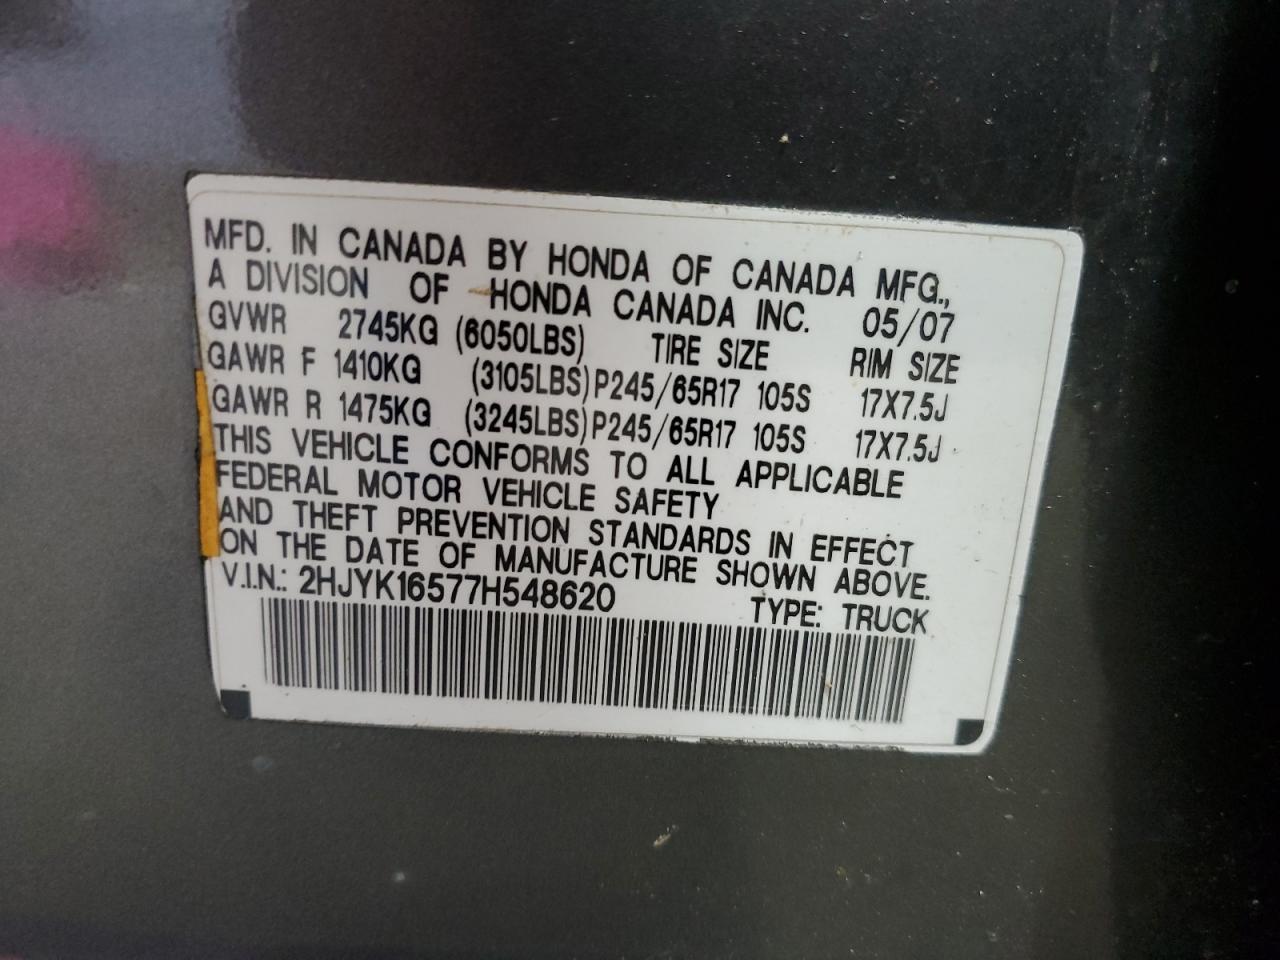 MFD. IN CANADA BY HONDA OF CANADA MFG.,
A DIVISION OF HONDA CANADA INC. 05/07
GVWR 2745KG (6050LBS) TIRE SIZE RIM SIZE
GAWR F 1410KG (3105LBS) P245/65R17 105S 17X7.5J
GAWR R 1475KG (3245LBS) P245/65R17 105S 17X7.5J
THIS VEHICLE CONFORMS TO ALL APPLICABLE
FEDERAL MOTOR VEHICLE SAFETY
AND THEFT PREVENTION STANDARDS IN EFFECT
ON THE DATE OF MANUFACTURE SHOWN ABOVE.
V.I.N.: 2HJYK16577H548620 TYPE: TRUCK